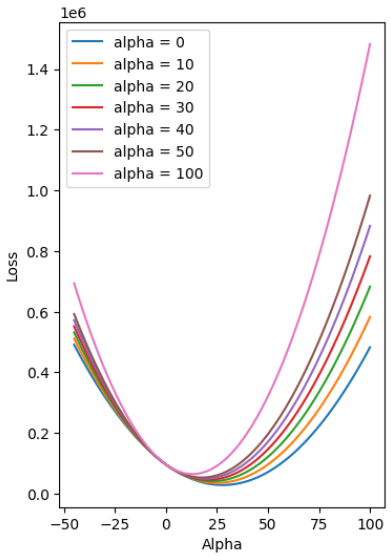 1e6
alpha = 0
alpha = 10
alpha = 20
alpha = 30
alpha = 40
alpha = 50
alpha = 100
1.4
1.2
1.0
0.8
0.6
0.4
0.2
0.0
Loss
−50
−25
0
25
50
75
100
Alpha